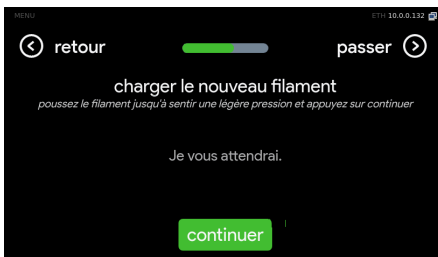 MENU
ETH 10.0.0.132
retour
passer
charger le nouveau filament
poussez le filament jusqu'à sentir une légère pression et appuyez sur continuer
Je vous attendrai.
continuer